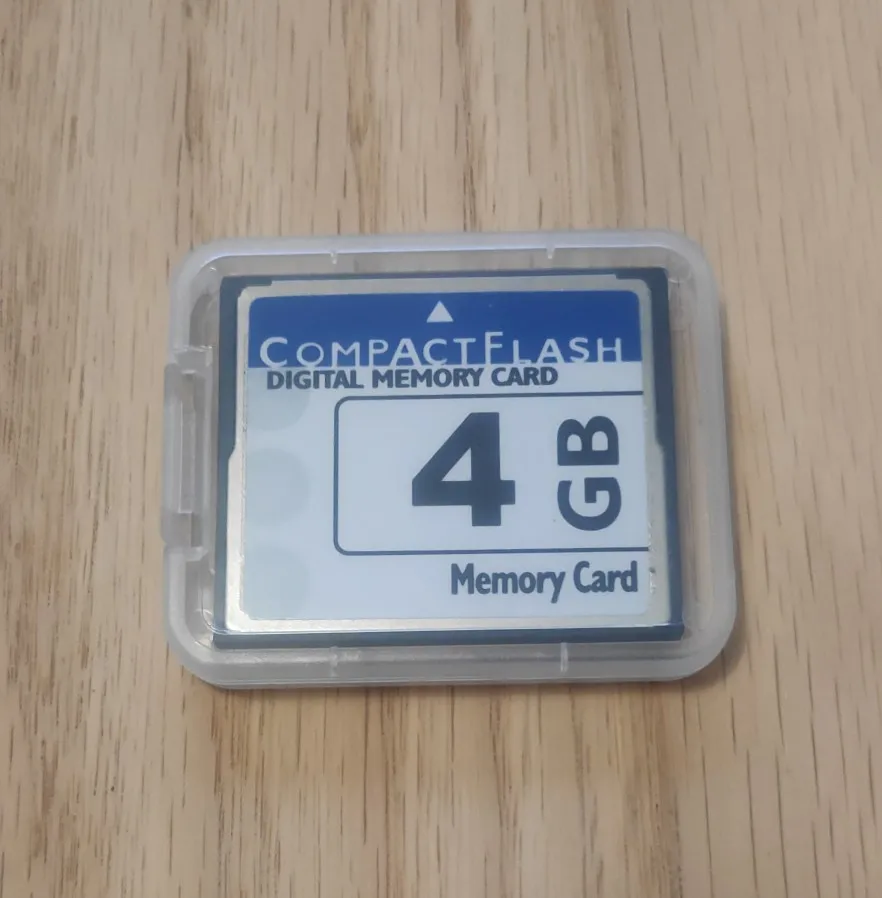 COMPACTFLASH
DIGITAL MEMORY CARD
4 GB
Memory Card